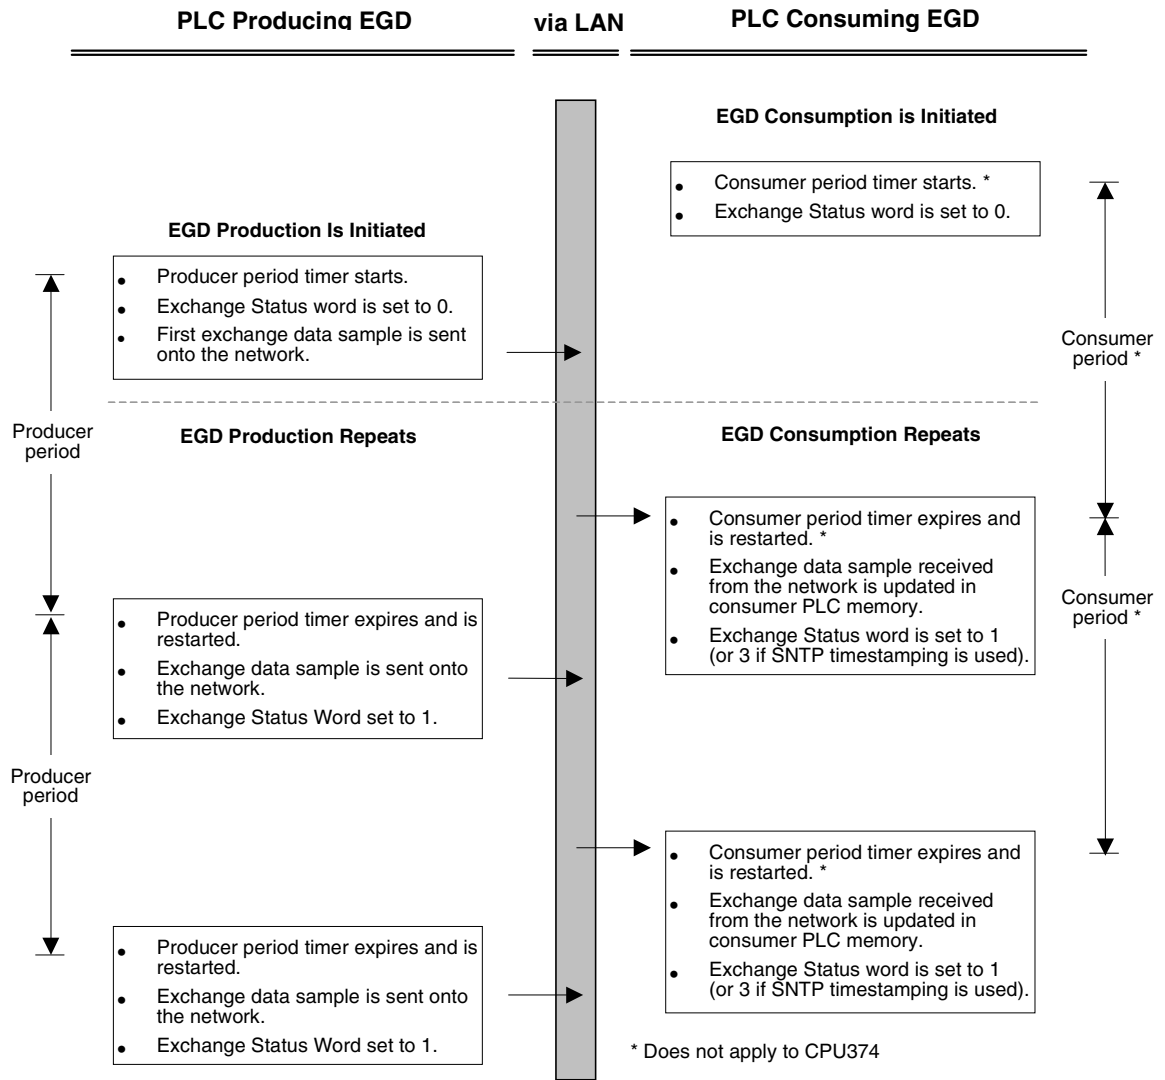 PLC Producing EGD
via LAN
PLC Consuming EGD
EGD Consumption is Initiated
• Consumer period timer starts. *
• Exchange Status word is set to 0.
EGD Production Is Initiated
• Producer period timer starts.
• Exchange Status word is set to 0.
• First exchange data sample is sent
onto the network.
Consumer
period *
Producer
period
EGD Production Repeats
EGD Consumption Repeats
• Consumer period timer expires and
is restarted. *
• Exchange data sample received
from the network is updated in
consumer PLC memory.
• Exchange Status word is set to 1
(or 3 if SNTP timestamping is used).
Consumer
period *
• Producer period timer expires and is
restarted.
• Exchange data sample is sent onto
the network.
• Exchange Status Word set to 1.
Producer
period
• Consumer period timer expires and
is restarted. *
• Exchange data sample received
from the network is updated in
consumer PLC memory.
• Exchange Status word is set to 1
(or 3 if SNTP timestamping is used).
• Producer period timer expires and is
restarted.
• Exchange data sample is sent onto
the network.
• Exchange Status Word set to 1.
* Does not apply to CPU374